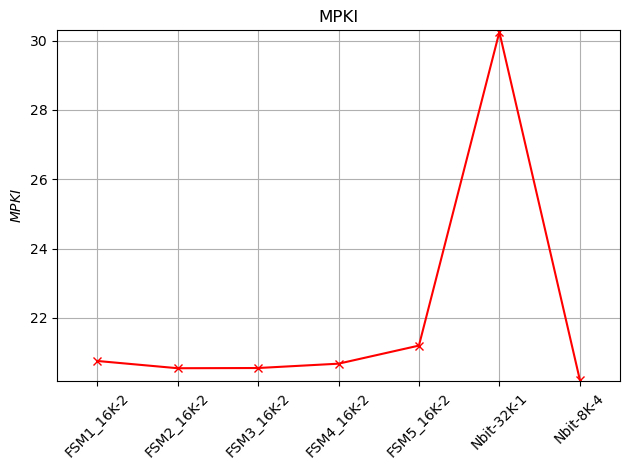 MPKI
30
28
26
24
22
MPKI
FSM1_16K-2
FSM2_16K-2
FSM3_16K-2
FSM4_16K-2
FSM5_16K-2
Nbit-32K-1
Nbit-8K-4